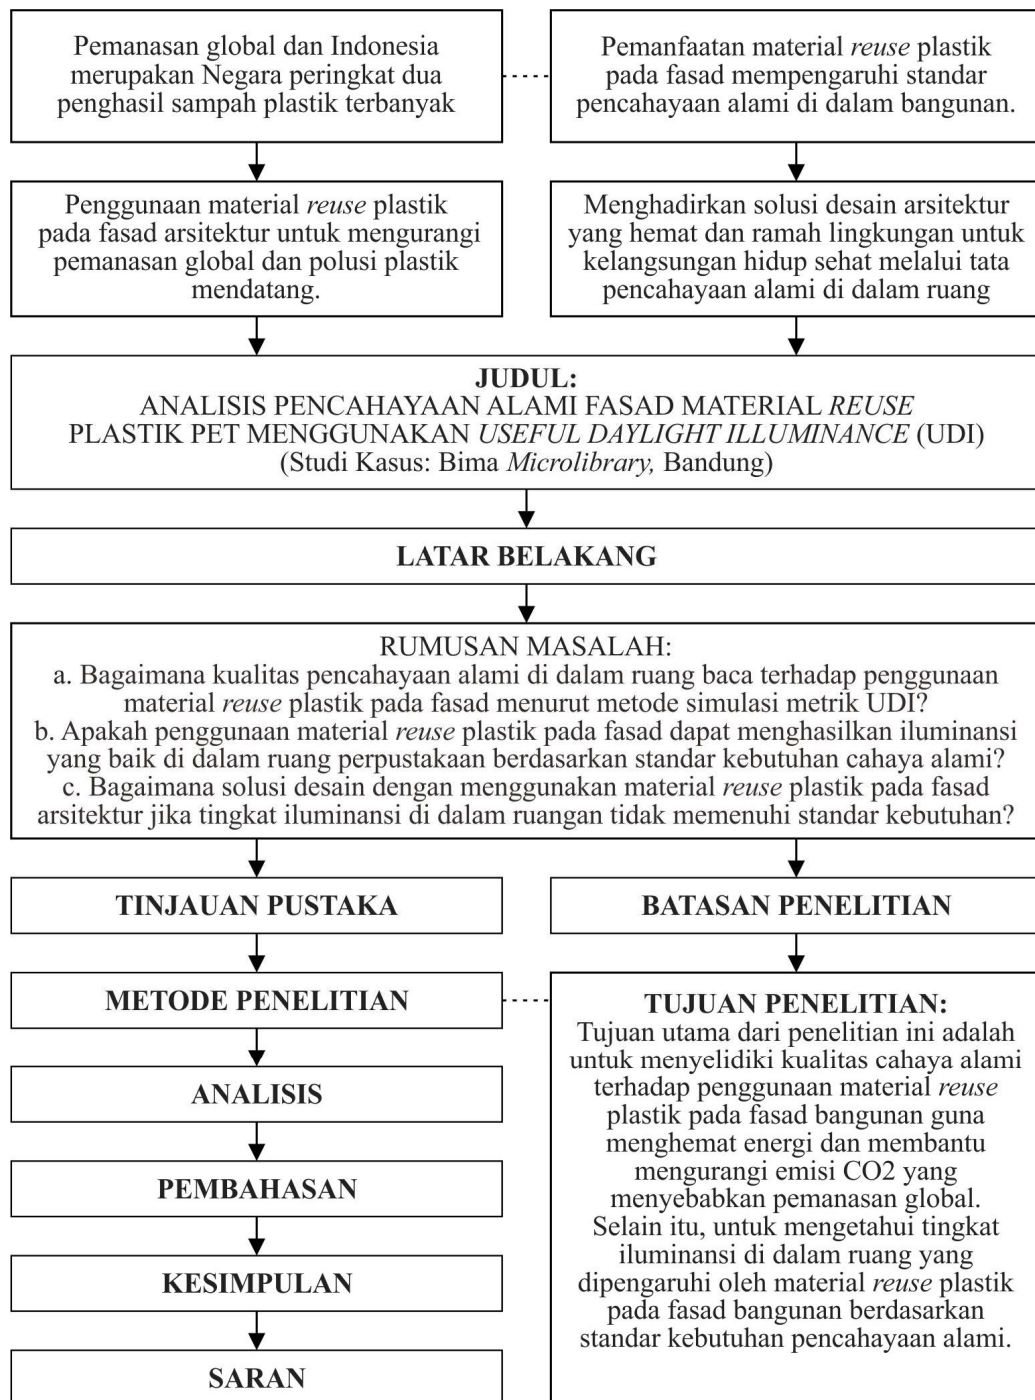 Pemanasan global dan Indonesia
merupakan Negara peringkat dua
penghasil sampah plastik terbanyak
Pemanfaatan material reuse plastik
pada fasad mempengaruhi standar
pencahayaan alami di dalam bangunan.
Penggunaan material reuse plastik
pada fasad arsitektur untuk mengurangi
pemanasan global dan polusi plastik
mendatang.
Menghadirkan solusi desain arsitektur
yang hemat dan ramah lingkungan untuk
kelangsungan hidup sehat melalui tata
pencahayaan alami di dalam ruang
JUDUL:
ANALISIS PENCAHAYAAN ALAMI FASAD MATERIAL REUSE
PLASTIK PET MENGGUNAKAN USEFUL DAYLIGHT ILLUMINANCE (UDI)
(Studi Kasus: Bima Microlibrary, Bandung)
LATAR BELAKANG
RUMUSAN MASALAH:
a. Bagaimana kualitas pencahayaan alami di dalam ruang baca terhadap penggunaan
material reuse plastik pada fasad menurut metode simulasi metrik UDI?
b. Apakah penggunaan material reuse plastik pada fasad dapat menghasilkan iluminansi
yang baik di dalam ruang perpustakaan berdasarkan standar kebutuhan cahaya alami?
c. Bagaimana solusi desain dengan menggunakan material reuse plastik pada fasad
arsitektur jika tingkat iluminansi di dalam ruangan tidak memenuhi standar kebutuhan?
TINJAUAN PUSTAKA
METODE PENELITIAN
ANALISIS
PEMBAHASAN
KESIMPULAN
SARAN
BATASAN PENELITIAN
TUJUAN PENELITIAN:
Tujuan utama dari penelitian ini adalah
untuk menyelidiki kualitas cahaya alami
terhadap penggunaan material reuse
plastik pada fasad bangunan guna
menghemat energi dan membantu
mengurangi emisi CO2 yang
menyebabkan pemanasan global.
Selain itu, untuk mengetahui tingkat
iluminansi di dalam ruang yang
dipengaruhi oleh material reuse plastik
pada fasad bangunan berdasarkan
standar kebutuhan pencahayaan alami.